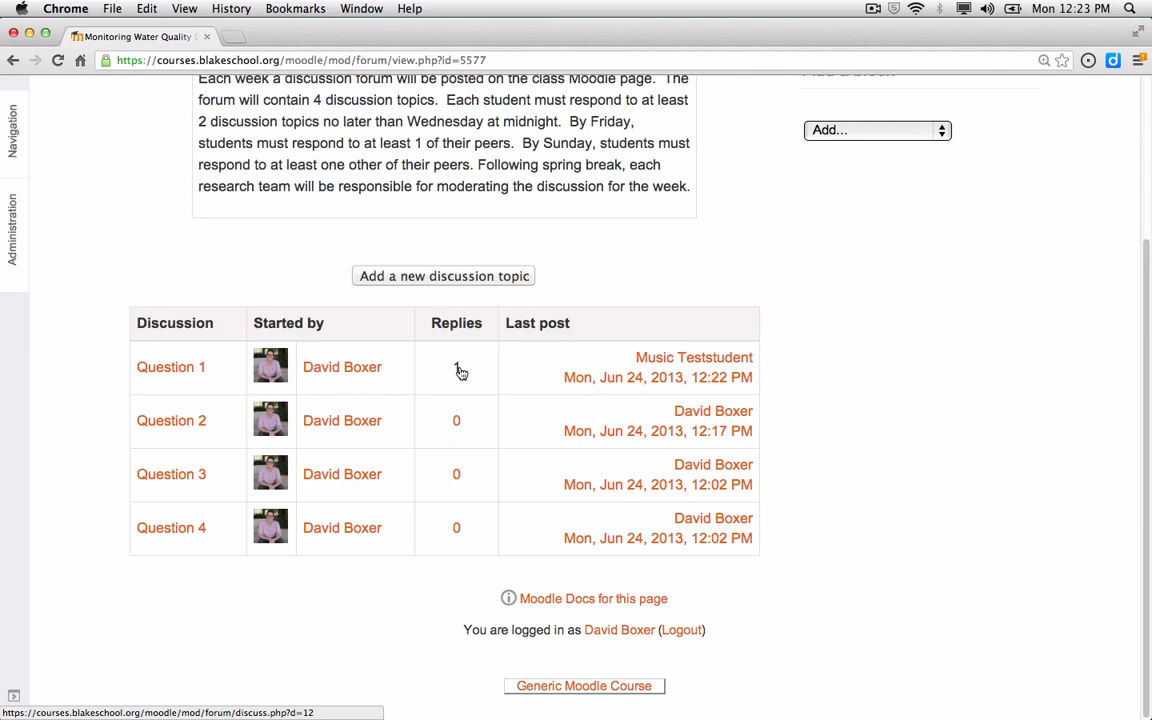 Chrome File Edit View History Bookmarks Window Help
Mon 12:23 PM
Monitoring Water Quality
https://courses.blakeschool.org/moodle/mod/forum/view.php?id=5577
Navigation
Administration
Each week a discussion forum will be posted on the class Moodle page. The
forum will contain 4 discussion topics. Each student must respond to at least
2 discussion topics no later than Wednesday at midnight. By Friday,
students must respond to at least 1 of their peers. By Sunday, students must
respond to at least one other of their peers. Following spring break, each
research team will be responsible for moderating the discussion for the week.
Add...
Add a new discussion topic
Discussion Started by Replies Last post
Question 1 David Boxer 1 Music Teststudent
Mon, Jun 24, 2013, 12:22 PM
Question 2 David Boxer 0 David Boxer
Mon, Jun 24, 2013, 12:17 PM
Question 3 David Boxer 0 David Boxer
Mon, Jun 24, 2013, 12:02 PM
Question 4 David Boxer 0 David Boxer
Mon, Jun 24, 2013, 12:02 PM
Moodle Docs for this page
You are logged in as David Boxer (Logout)
Generic Moodle Course
https://courses.blakeschool.org/moodle/mod/forum/discuss.php?d=12